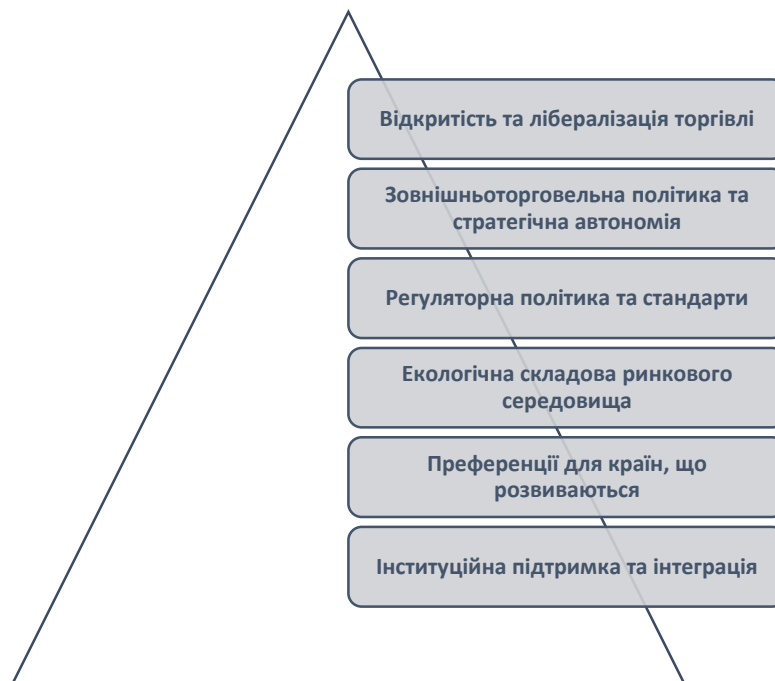 Відкритість та лібералізація торгівлі
Зовнішньоторговельна політика та
стратегічна автономія
Регуляторна політика та стандарти
Екологічна складова ринкового
середовища
Преференції для країн, що
розвиваються
Інституційна підтримка та інтеграція